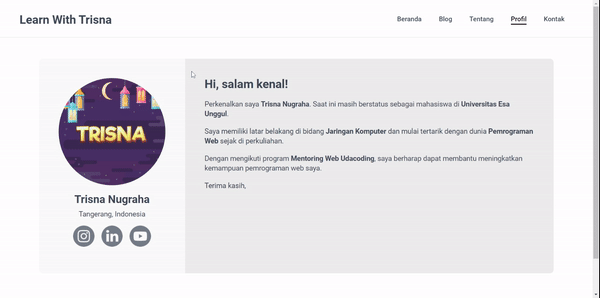 Learn With Trisna
Beranda Blog Tentang Profil Kontak
TRISNA
Trisna Nugraha
Tangerang, Indonesia
in
Hi, salam kenal!
Perkenalkan saya Trisna Nugraha. Saat ini masih berstatus sebagai mahasiswa di Universitas Esa
Unggul.
Saya memiliki latar belakang di bidang Jaringan Komputer dan mulai tertarik dengan dunia Pemrograman
Web sejak di perkuliahan.
Dengan mengikuti program Mentoring Web Udacoding, saya berharap dapat membantu meningkatkan
kemampuan pemrograman web saya.
Terima kasih,